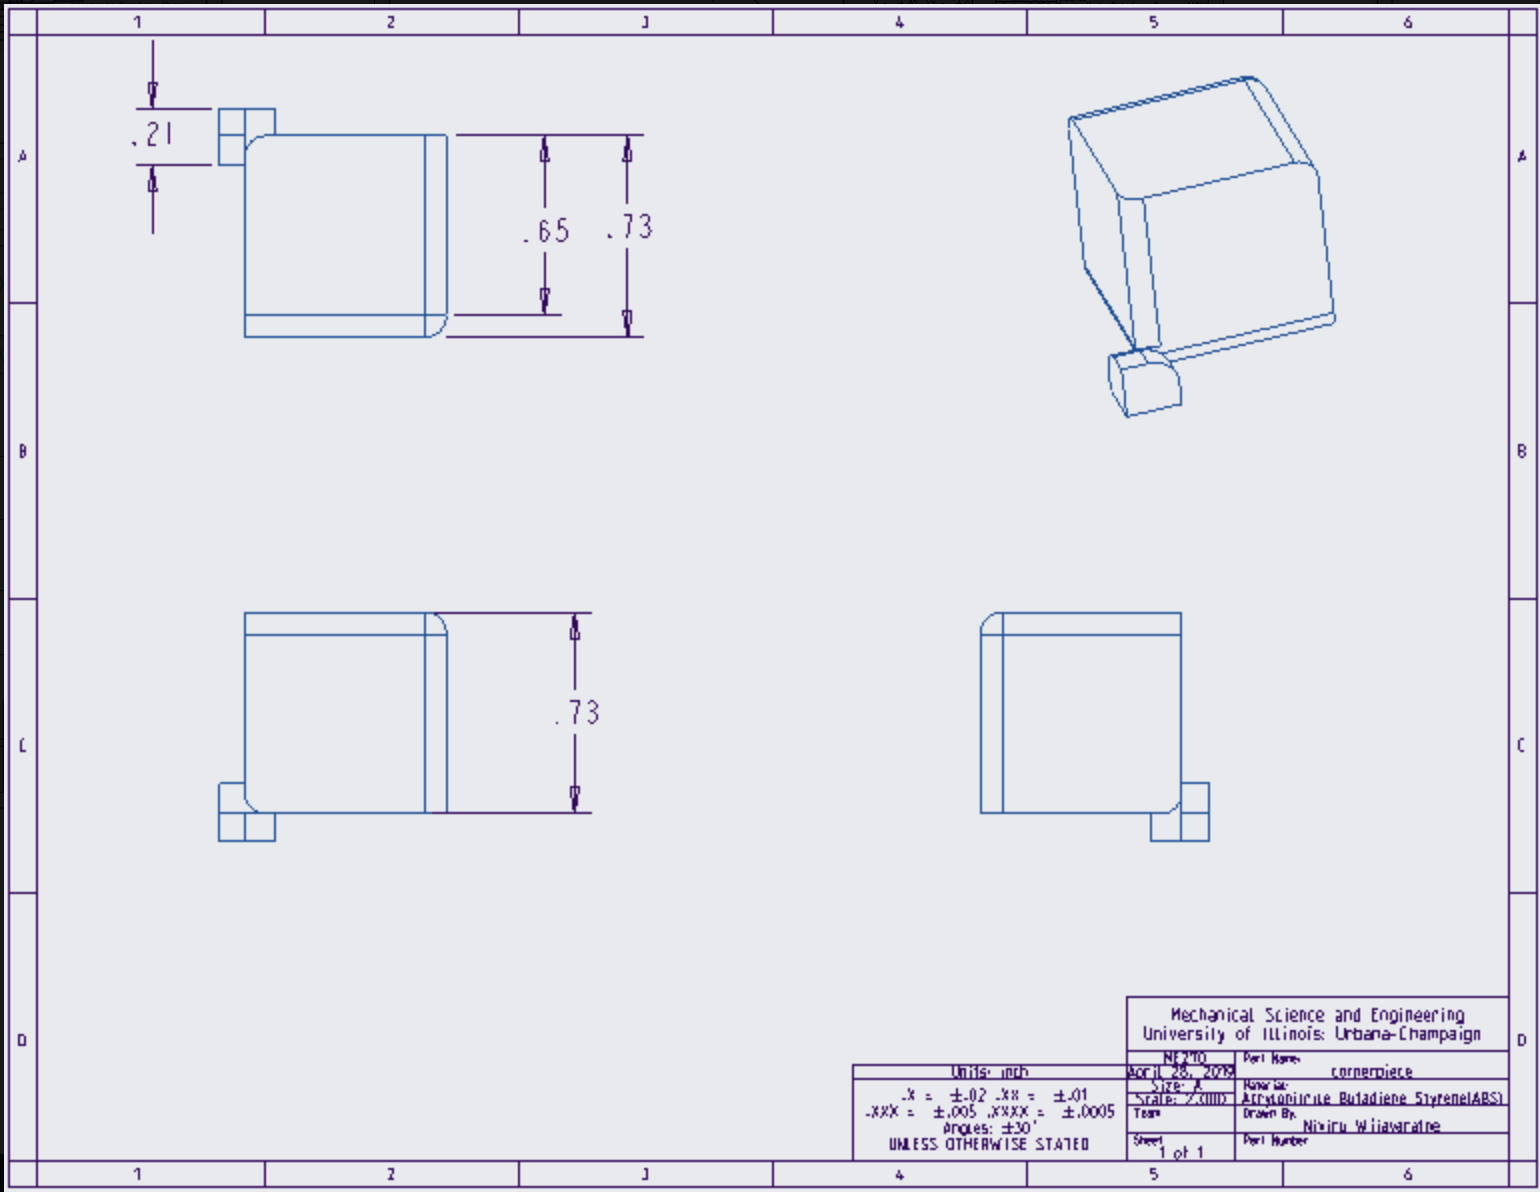 1 2 3 4 5 6
A A
.21
.65 .73
B B
.73
C C
D D
Mechanical Science and Engineering
University of Illinois: Urbana-Champaign
ME270 Part Name:
Units: inch April 28, 2019 cornerpiece
Size: A Material:
.X = ±.02 .XX = ±.01 Scale: 2.000 Acrylonitrile Butadiene Styrene(ABS)
.XXX = ±.005 .XXXX = ±.0005 Team Drawn By:
Angles: ±30'
UNLESS OTHERWISE STATED Sheet Part Number
1 of 1
1 2 3 4 5 6